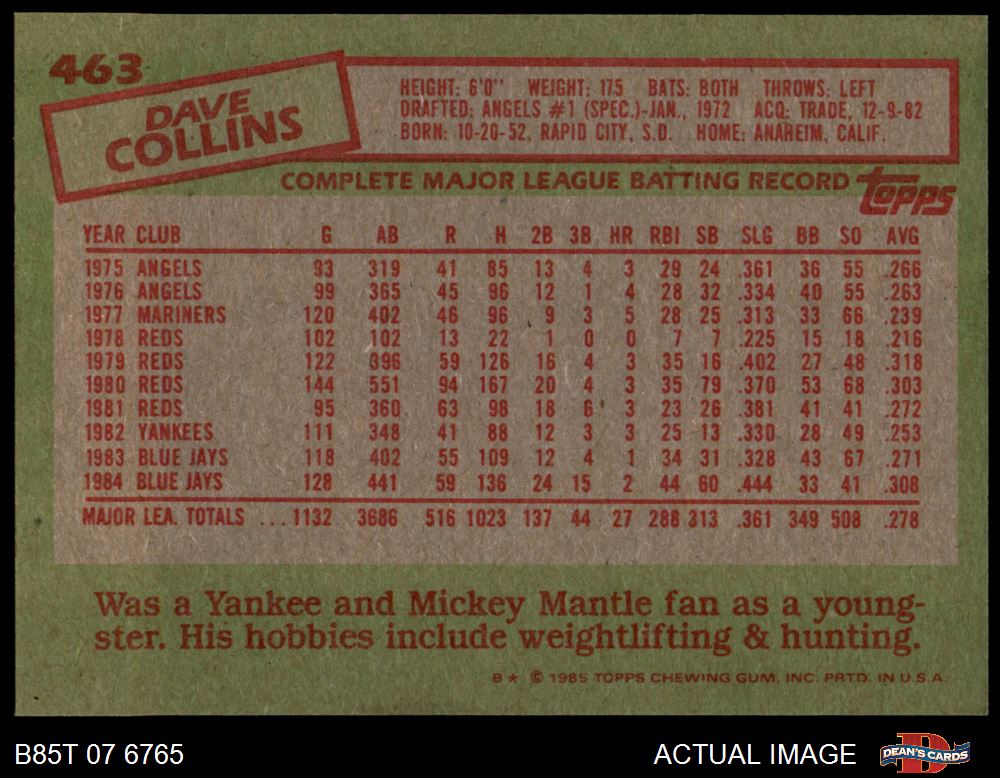 463
DAVE
COLLINS
HEIGHT: 6'0" WEIGHT: 175 BATS: BOTH THROWS: LEFT
DRAFTED: ANGELS #1 (SPEC.)-JAN., 1972 ACQ: TRADE, 12-9-82
BORN: 10-20-52, RAPID CITY, S.D. HOME: ANAHEIM, CALIF.
COMPLETE MAJOR LEAGUE BATTING RECORD topps
YEAR CLUB G AB R H 2B 3B HR RBI SB SLG BB SO AVG
1975 ANGELS 93 319 41 85 13 4 3 29 24 .361 36 55 .266
1976 ANGELS 99 365 45 96 12 1 4 28 32 .334 40 55 .263
1977 MARINERS 120 402 46 96 9 3 5 28 25 .313 33 66 .239
1978 REDS 102 102 13 22 1 0 0 7 7 .225 15 18 .216
1979 REDS 122 396 59 126 16 4 3 35 16 .402 27 48 .318
1980 REDS 144 551 94 167 20 4 3 35 79 .370 53 68 .303
1981 REDS 95 360 63 98 18 6 3 23 26 .381 41 41 .272
1982 YANKEES 111 348 41 88 12 3 3 25 13 .330 28 49 .253
1983 BLUE JAYS 118 402 55 109 12 4 1 34 31 .328 43 67 .271
1984 BLUE JAYS 128 441 59 136 24 15 2 44 60 .444 33 41 .308
MAJOR LEA. TOTALS ...1132 3686 516 1023 137 44 27 288 313 .361 349 508 .278
Was a Yankee and Mickey Mantle fan as a young-
ster. His hobbies include weightlifting & hunting.
B★ © 1985 TOPPS CHEWING GUM, INC. PRTD. IN U.S.A.
B85T 07 6765 ACTUAL IMAGE D DEAN'S CARDS